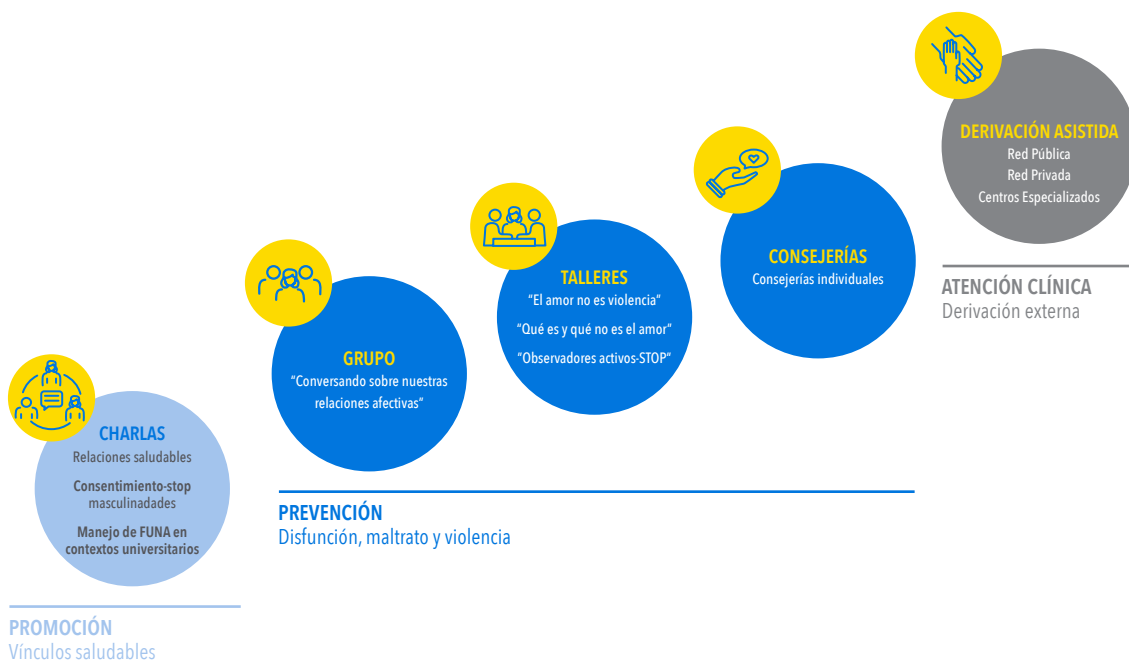 CHARLAS
Relaciones saludables
Consentimiento-stop
masculinadades
Manejo de FUNA en
contextos universitarios
PROMOCIÓN
Vínculos saludables
GRUPO
“Conversando sobre nuestras
relaciones afectivas”
TALLERES
“El amor no es violencia”
“Qué es y qué no es el amor”
“Observadores activos-STOP”
CONSEJERÍAS
Consejerías individuales
PREVENCIÓN
Disfunción, maltrato y violencia
DERIVACIÓN ASISTIDA
Red Pública
Red Privada
Centros Especializados
ATENCIÓN CLÍNICA
Derivación externa